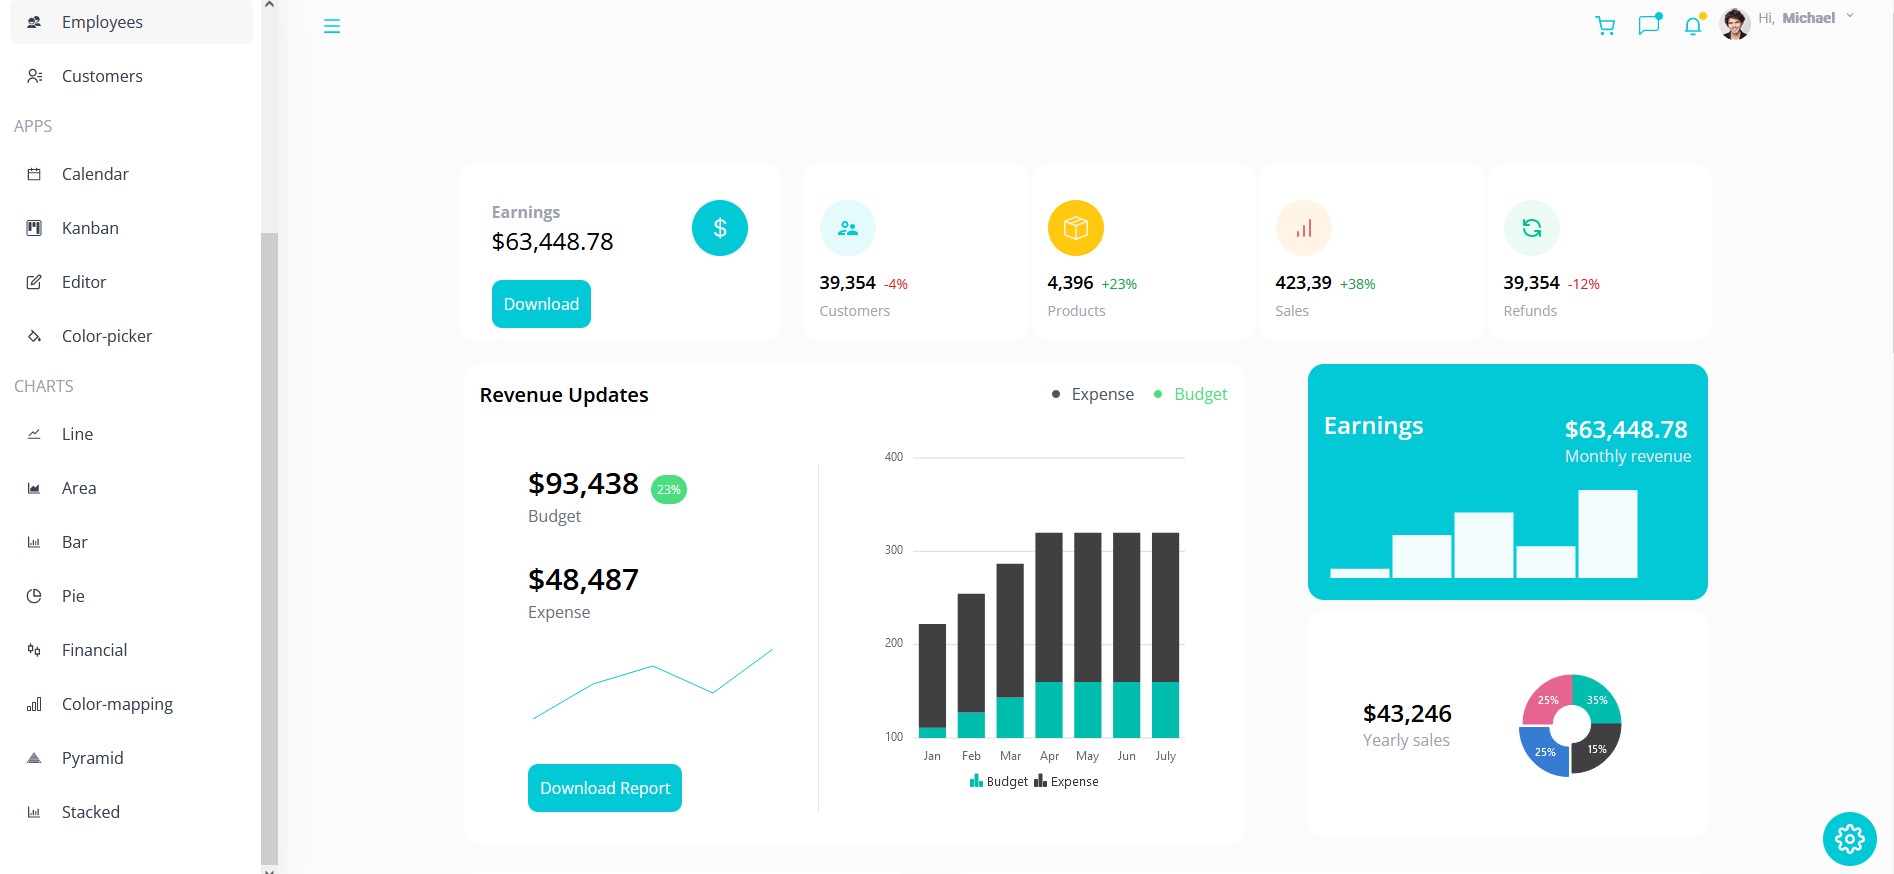 Employees
Customers
APPS
Calendar
Kanban
Editor
Color-picker
CHARTS
Line
Area
Bar
Pie
Financial
Color-mapping
Pyramid
Stacked
Hi, Michael
Earnings
$63,448.78
$
Download
39,354 -4%
Customers
4,396 +23%
Products
423,39 +38%
Sales
39,354 -12%
Refunds
Revenue Updates
Expense Budget
$93,438 23%
Budget
$48,487
Expense
Download Report
400
300
200
100
Jan Feb Mar Apr May Jun July
Budget Expense
Earnings
$63,448.78
Monthly revenue
$43,246
Yearly sales
25% 35%
25% 15%